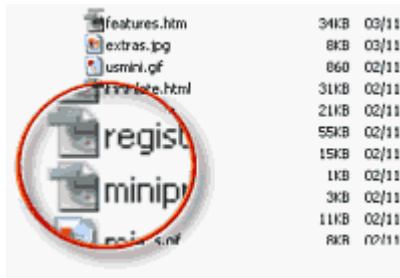 features.htm 34KB 03/11
extras.jpg 8KB 03/11
usmini.gf 860 02/11
31KB 02/11
21KB 02/11
regist 55KB 02/11
15KB 02/11
minipr 1KB 02/11
3KB 02/11
11KB 02/11
8KB 02/11